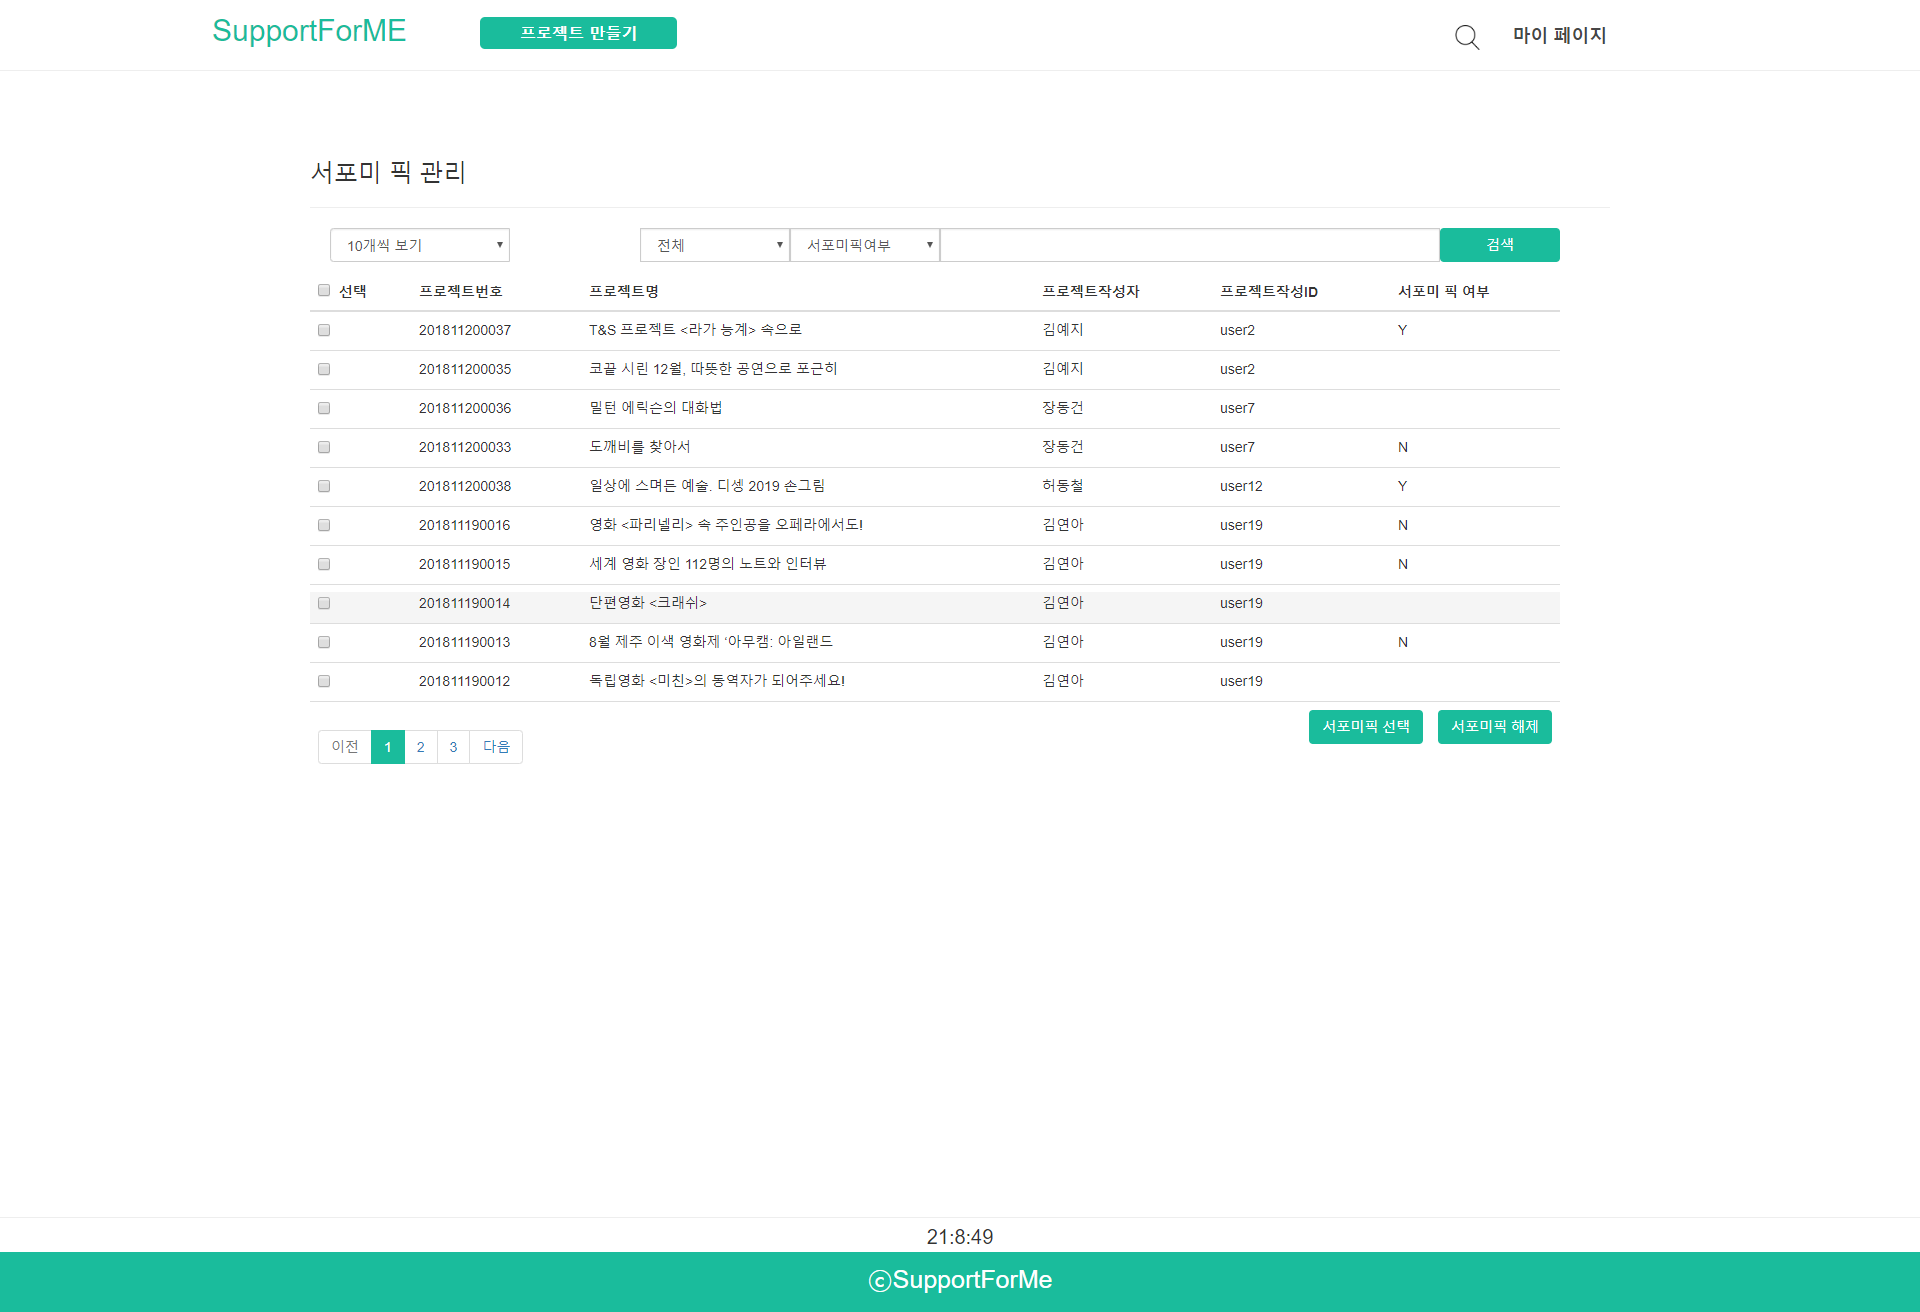 SupportForME 프로젝트 만들기 마이 페이지
서포미 픽 관리
10개씩 보기 전체 서포미픽여부 검색
선택 프로젝트번호 프로젝트명 프로젝트작성자 프로젝트작성ID 서포미 픽 여부
201811200037 T&S 프로젝트 <라가 능계> 속으로 김예지 user2 Y
201811200035 코끝 시린 12월, 따뜻한 공연으로 포근히 김예지 user2
201811200036 밀턴 에릭슨의 대화법 장동건 user7
201811200033 도깨비를 찾아서 장동건 user7 N
201811200038 일상에 스며든 예술. 디셍 2019 손그림 허동철 user12 Y
201811190016 영화 <파리넬리> 속 주인공을 오페라에서도! 김연아 user19 N
201811190015 세계 영화 장인 112명의 노트와 인터뷰 김연아 user19 N
201811190014 단편영화 <크래쉬> 김연아 user19
201811190013 8월 제주 이색 영화제 ‘아무캠: 아일랜드 김연아 user19 N
201811190012 독립영화 <미친>의 동역자가 되어주세요! 김연아 user19
서포미픽 선택 서포미픽 해제
이전 1 2 3 다음
21:8:49
ⓒSupportForMe